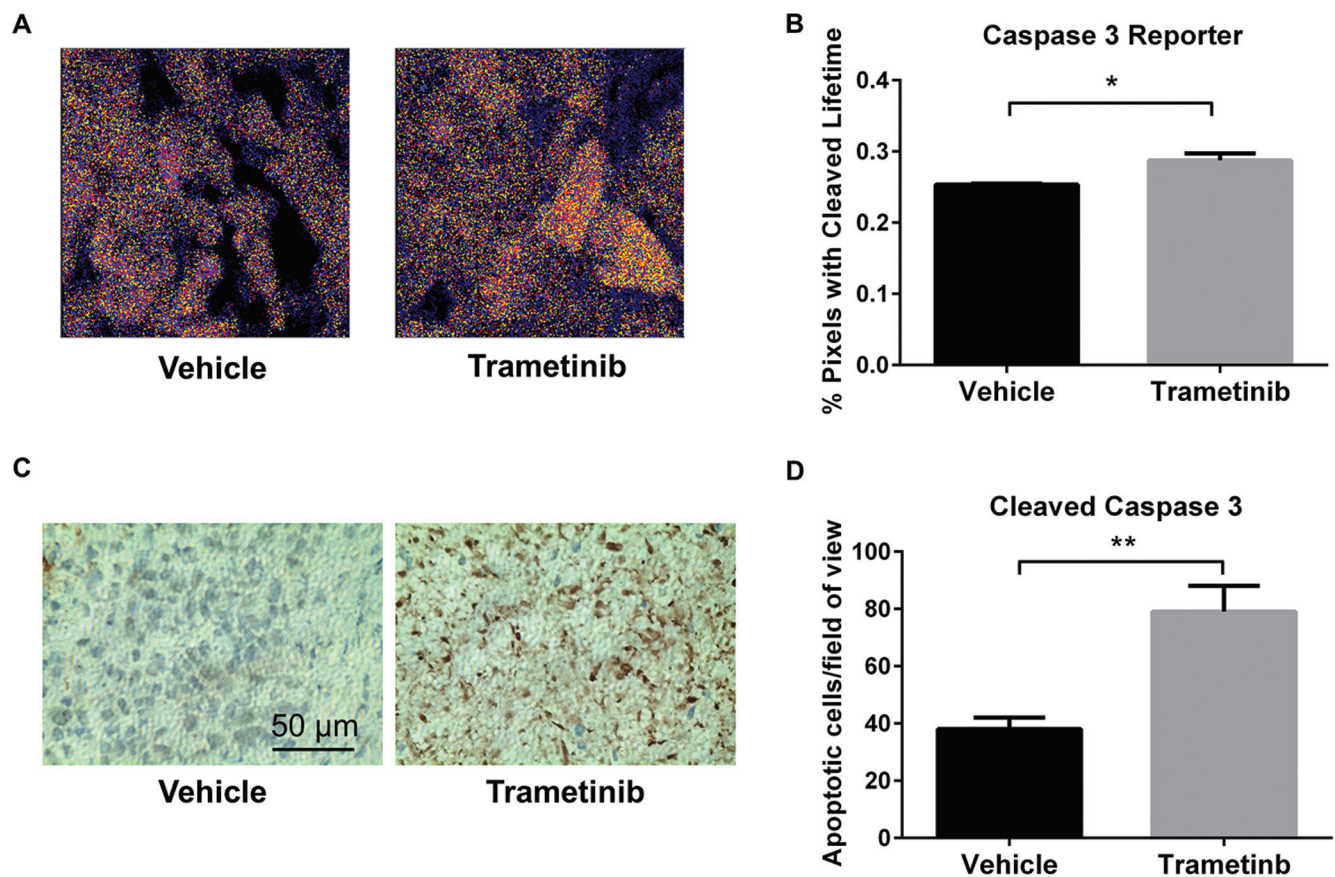 A
Vehicle
Trametinib
B
Caspase 3 Reporter
% Pixels with Cleaved Lifetime
0.4
0.3
0.2
0.1
0.0
*
Vehicle
Trametinib
C
50 μm
Vehicle
Trametinib
D
Cleaved Caspase 3
Apoptotic cells/field of view
100
80
60
40
20
0
**
Vehicle
Trametinb